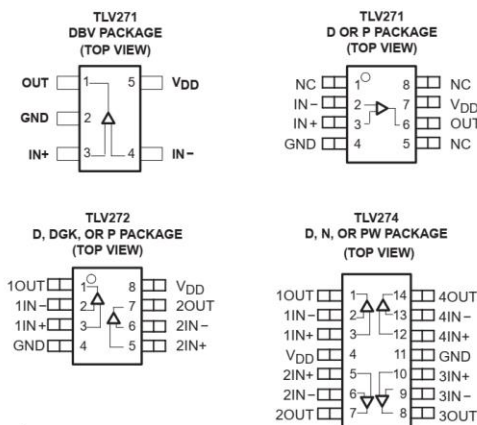 TLV271
DBV PACKAGE
(TOP VIEW)
OUT 1 5 VDD
GND 2
IN+ 3 4 IN−
TLV271
D OR P PACKAGE
(TOP VIEW)
NC 1 8 NC
IN− 2 7 VDD
IN+ 3 6 OUT
GND 4 5 NC
TLV272
D, DGK, OR P PACKAGE
(TOP VIEW)
1OUT 1 8 VDD
1IN− 2 7 2OUT
1IN+ 3 6 2IN−
GND 4 5 2IN+
TLV274
D, N, OR PW PACKAGE
(TOP VIEW)
1OUT 1 14 4OUT
1IN− 2 13 4IN−
1IN+ 3 12 4IN+
VDD 4 11 GND
2IN+ 5 10 3IN+
2IN− 6 9 3IN−
2OUT 7 8 3OUT